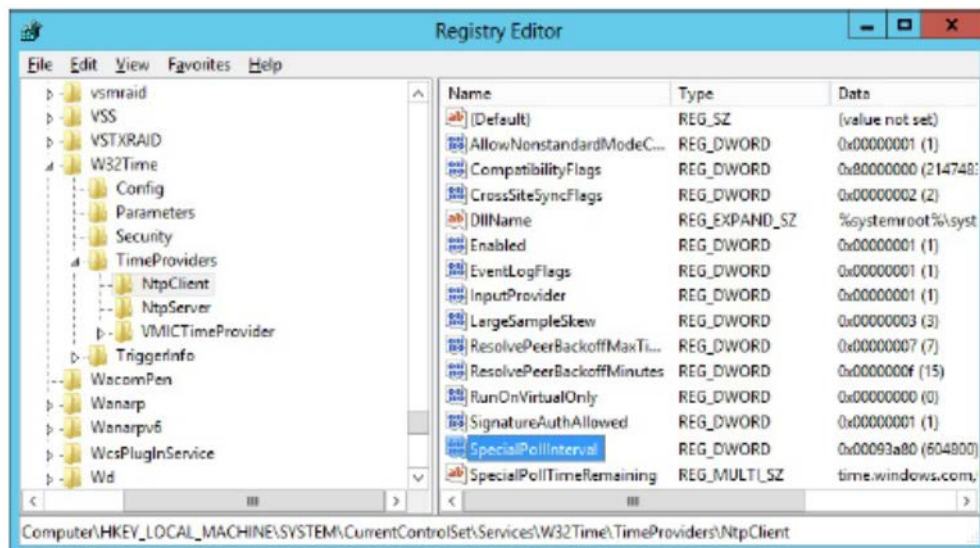 Registry Editor
File Edit View Favorites Help
vsmraid
VSS
VSTXRAID
W32Time
Config
Parameters
Security
TimeProviders
NtpClient
NtpServer
VMICTimeProvider
TriggerInfo
WacomPen
Wanarp
Wanarpv6
WcsPlugInService
Wd
Name Type Data
(Default) REG_SZ (value not set)
AllowNonstandardModeC... REG_DWORD 0x00000001 (1)
CompatibilityFlags REG_DWORD 0x80000000 (2147483
CrossSiteSyncFlags REG_DWORD 0x00000002 (2)
DllName REG_EXPAND_SZ %systemroot%\syst
Enabled REG_DWORD 0x00000001 (1)
EventLogFlags REG_DWORD 0x00000001 (1)
InputProvider REG_DWORD 0x00000001 (1)
LargeSampleSkew REG_DWORD 0x00000003 (3)
ResolvePeerBackoffMaxTi... REG_DWORD 0x00000007 (7)
ResolvePeerBackoffMinutes REG_DWORD 0x0000000f (15)
RunOnVirtualOnly REG_DWORD 0x00000000 (0)
SignatureAuthAllowed REG_DWORD 0x00000001 (1)
SpecialPollInterval REG_DWORD 0x00093a80 (604800)
SpecialPollTimeRemaining REG_MULTI_SZ time.windows.com,
Computer\HKEY_LOCAL_MACHINE\SYSTEM\CurrentControlSet\Services\W32Time\TimeProviders\NtpClient